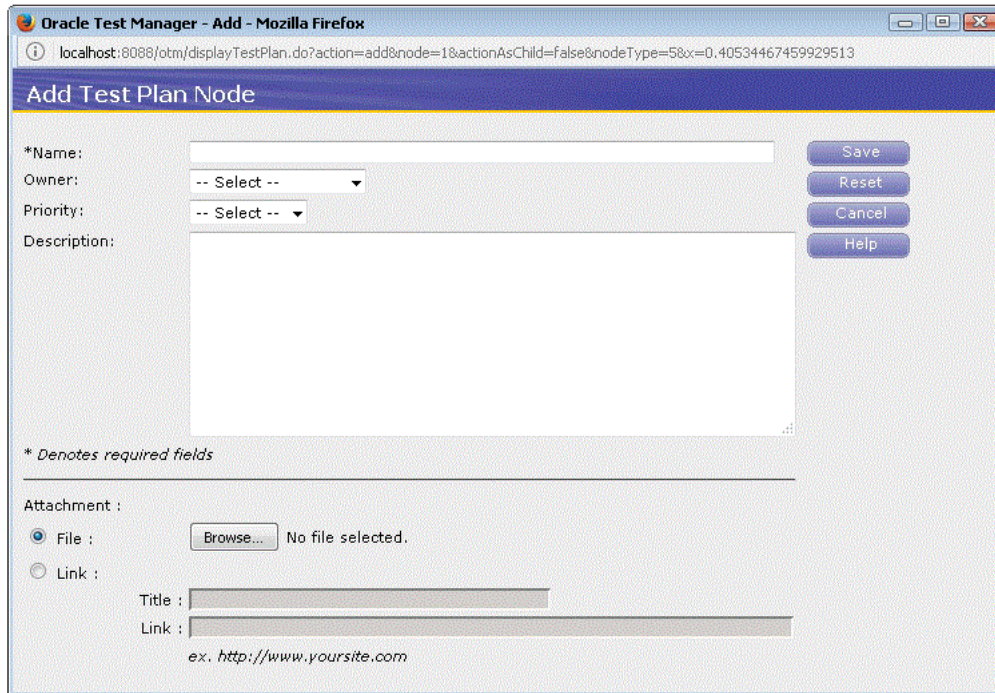 Oracle Test Manager - Add - Mozilla Firefox
localhost:8088/otm/displayTestPlan.do?action=add&node=1&actionAsChild=false&nodeType=5&x=0.40534467459929513
Add Test Plan Node
*Name:
Save
Owner:
-- Select --
Reset
Priority:
-- Select --
Cancel
Description:
Help
* Denotes required fields
Attachment :
File :
Browse... No file selected.
Link :
Title :
Link :
ex. http://www.yoursite.com